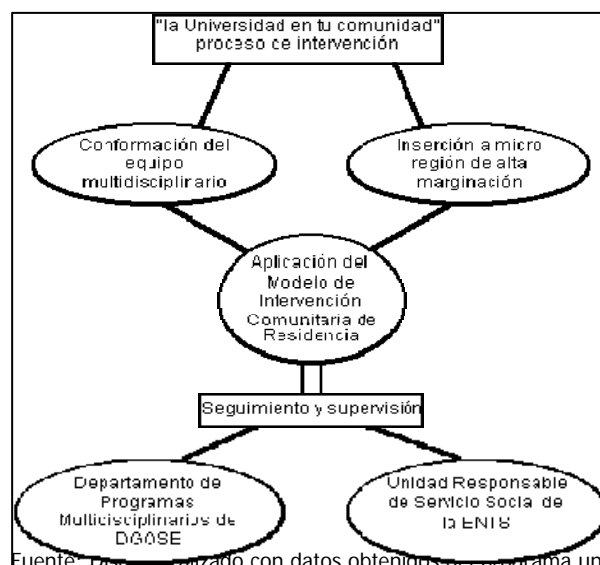 "la Universidad en tu comunidad"
proceso de intervención
Conformación del
equipo
multidisciplinario
Inserción a micro
región de alta
marginación
Aplicación del
Modelo de
Intervención
Comunitaria de
Residencia
Seguimiento y supervisión
Departamento de
Programas
Multidisciplinarios de
DGOSE
Unidad Responsable
de Servicio Social de
la ENTS
Fuente: con datos obtenidos